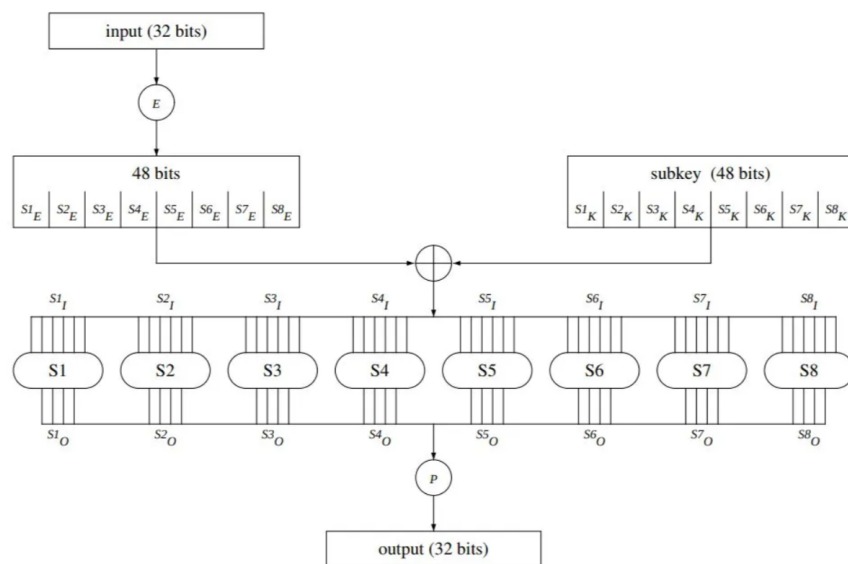 input (32 bits)
E
48 bits
subkey (48 bits)
S1E S2E S3E S4E S5E S6E S7E S8E
S1K S2K S3K S4K S5K S6K S7K S8K
S1I S2I S3I S4I S5I S6I S7I S8I
S1 S2 S3 S4 S5 S6 S7 S8
S1O S2O S3O S4O S5O S6O S7O S8O
P
output (32 bits)